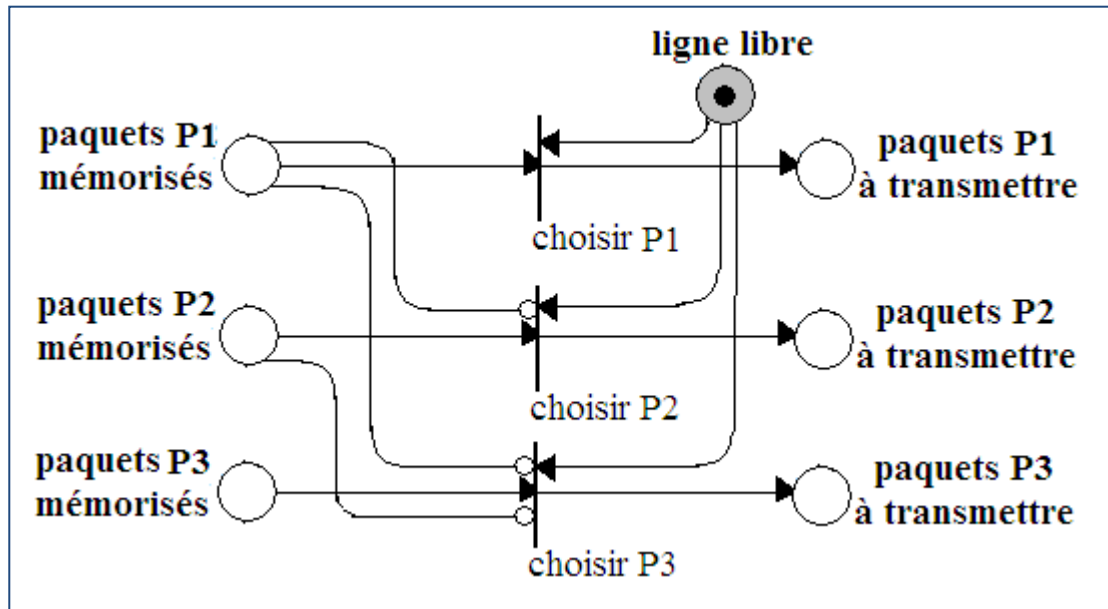 ligne libre
paquets P1
mémorisés
paquets P1
à transmettre
choisir P1
paquets P2
mémorisés
paquets P2
à transmettre
choisir P2
paquets P3
mémorisés
paquets P3
à transmettre
choisir P3